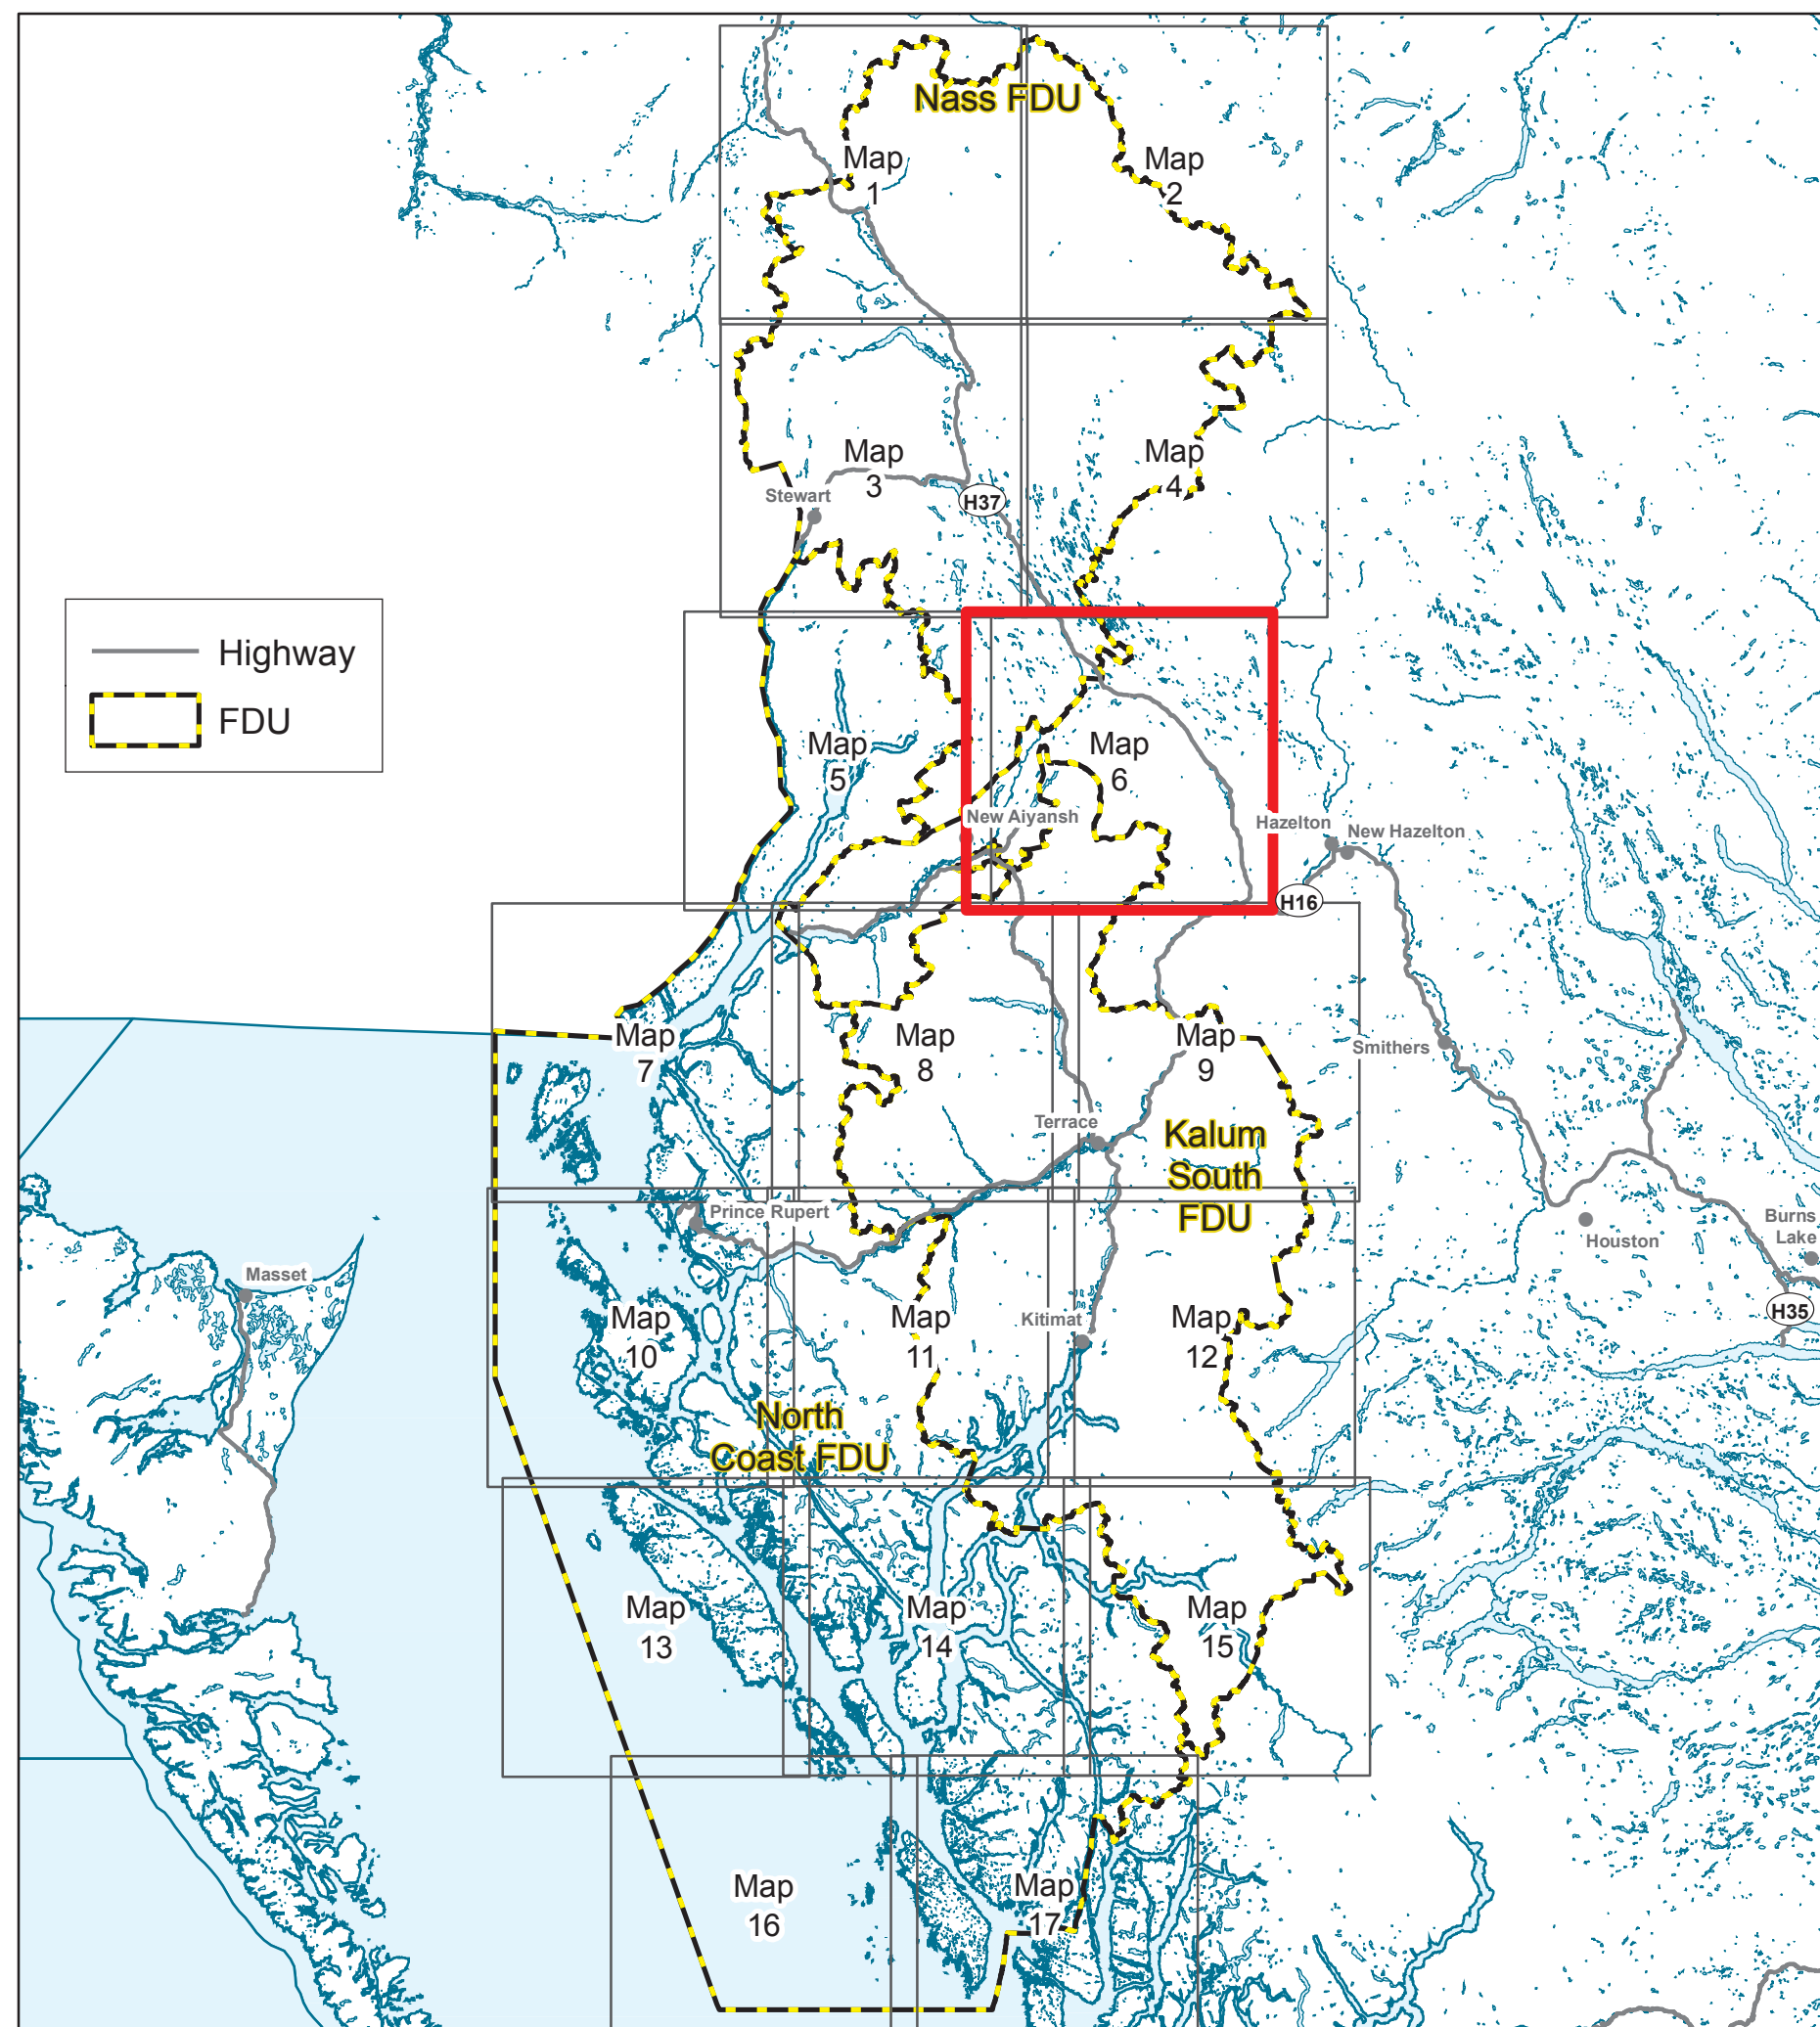 Nass FDU
Map
1
Map
2
Map
3
Map
4
Stewart
H37
Highway
FDU
Map
5
Map
6
New Aiyansh
Hazelton
New Hazelton
H16
Map
7
Map
8
Map
9
Smithers
Terrace
Kalum
South
FDU
Prince Rupert
Houston
Burns
Lake
Masset
H35
Map
10
Map
11
Kitimat
Map
12
North
Coast FDU
Map
13
Map
14
Map
15
Map
16
Map
17